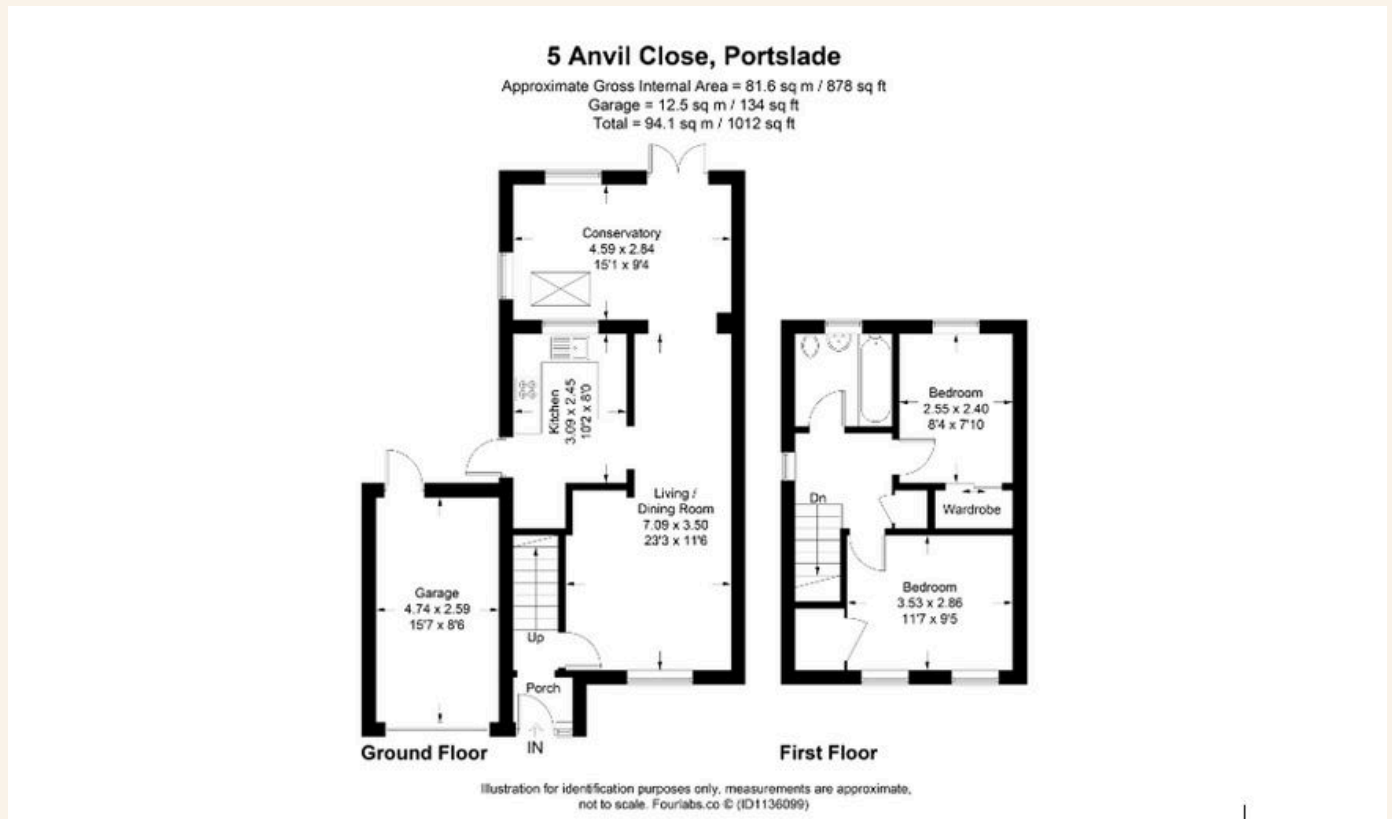 5 Anvil Close, Portslade
Approximate Gross Internal Area = 81.6 sq m / 878 sq ft
Garage = 12.5 sq m / 134 sq ft
Total = 94.1 sq m / 1012 sq ft
Conservatory
4.59 x 2.84
15'1 x 9'4
Kitchen
3.09 x 2.45
10'2 x 8'0
Living /
Dining Room
7.09 x 3.50
23'3 x 11'6
Garage
4.74 x 2.59
15'7 x 8'6
Up
Porch
IN
Ground Floor
Bedroom
2.55 x 2.40
8'4 x 7'10
Dn
Wardrobe
Bedroom
3.53 x 2.86
11'7 x 9'5
First Floor
Illustration for identification purposes only, measurements are approximate,
not to scale. Fourlabs.co © (ID1136099)